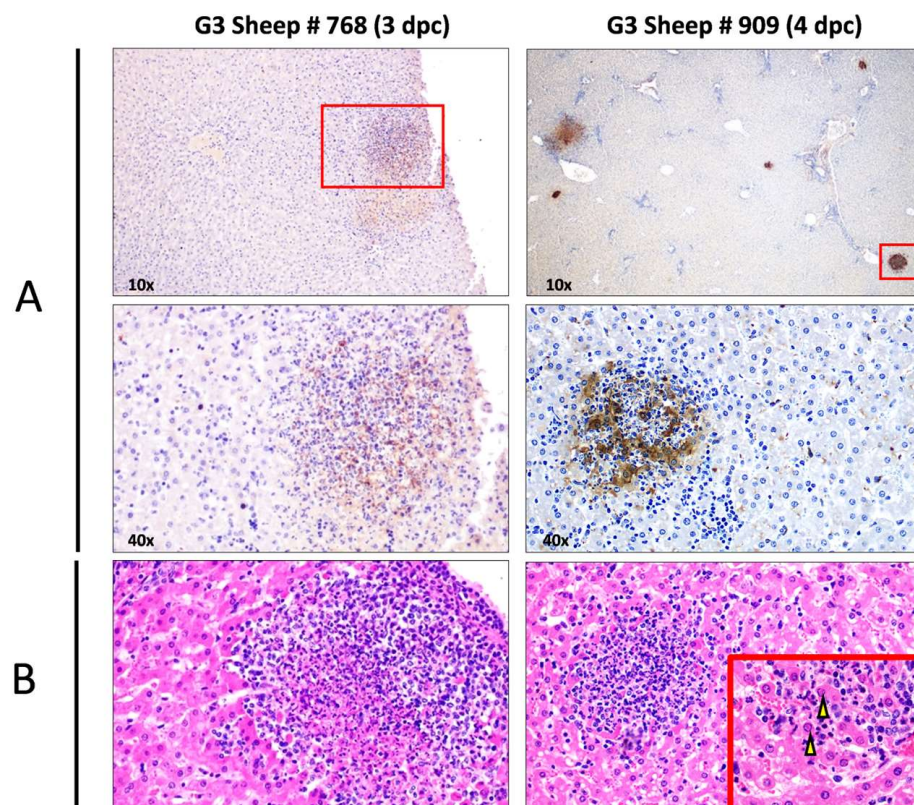 G3 Sheep # 768 (3 dpc)
G3 Sheep # 909 (4 dpc)
A
10x
10x
40x
40x
B